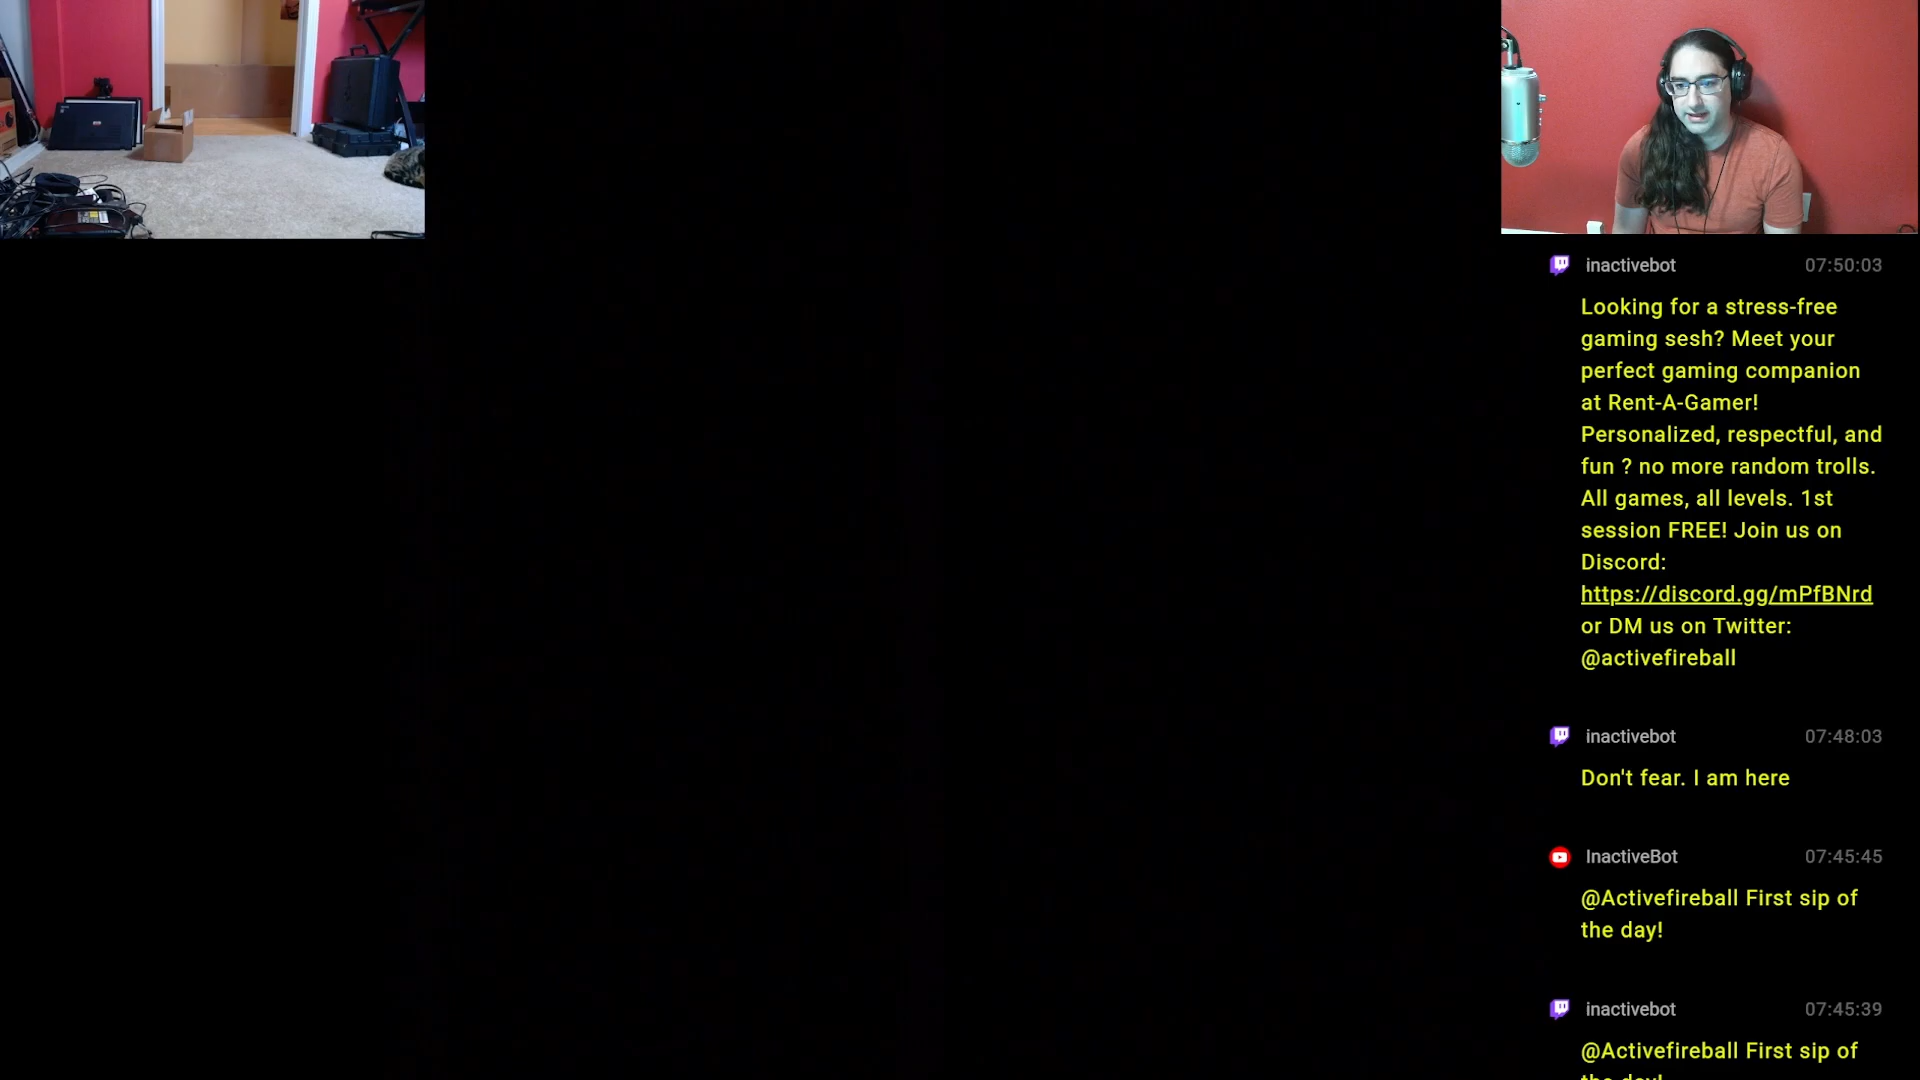 inactivebot 07:50:03
Looking for a stress-free
gaming sesh? Meet your
perfect gaming companion
at Rent-A-Gamer!
Personalized, respectful, and
fun ? no more random trolls.
All games, all levels. 1st
session FREE! Join us on
Discord:
https://discord.gg/mPfBNrd
or DM us on Twitter:
@activefireball
inactivebot 07:48:03
Don't fear. I am here
InactiveBot 07:45:45
@Activefireball First sip of
the day!
inactivebot 07:45:39
@Activefireball First sip of
the day!